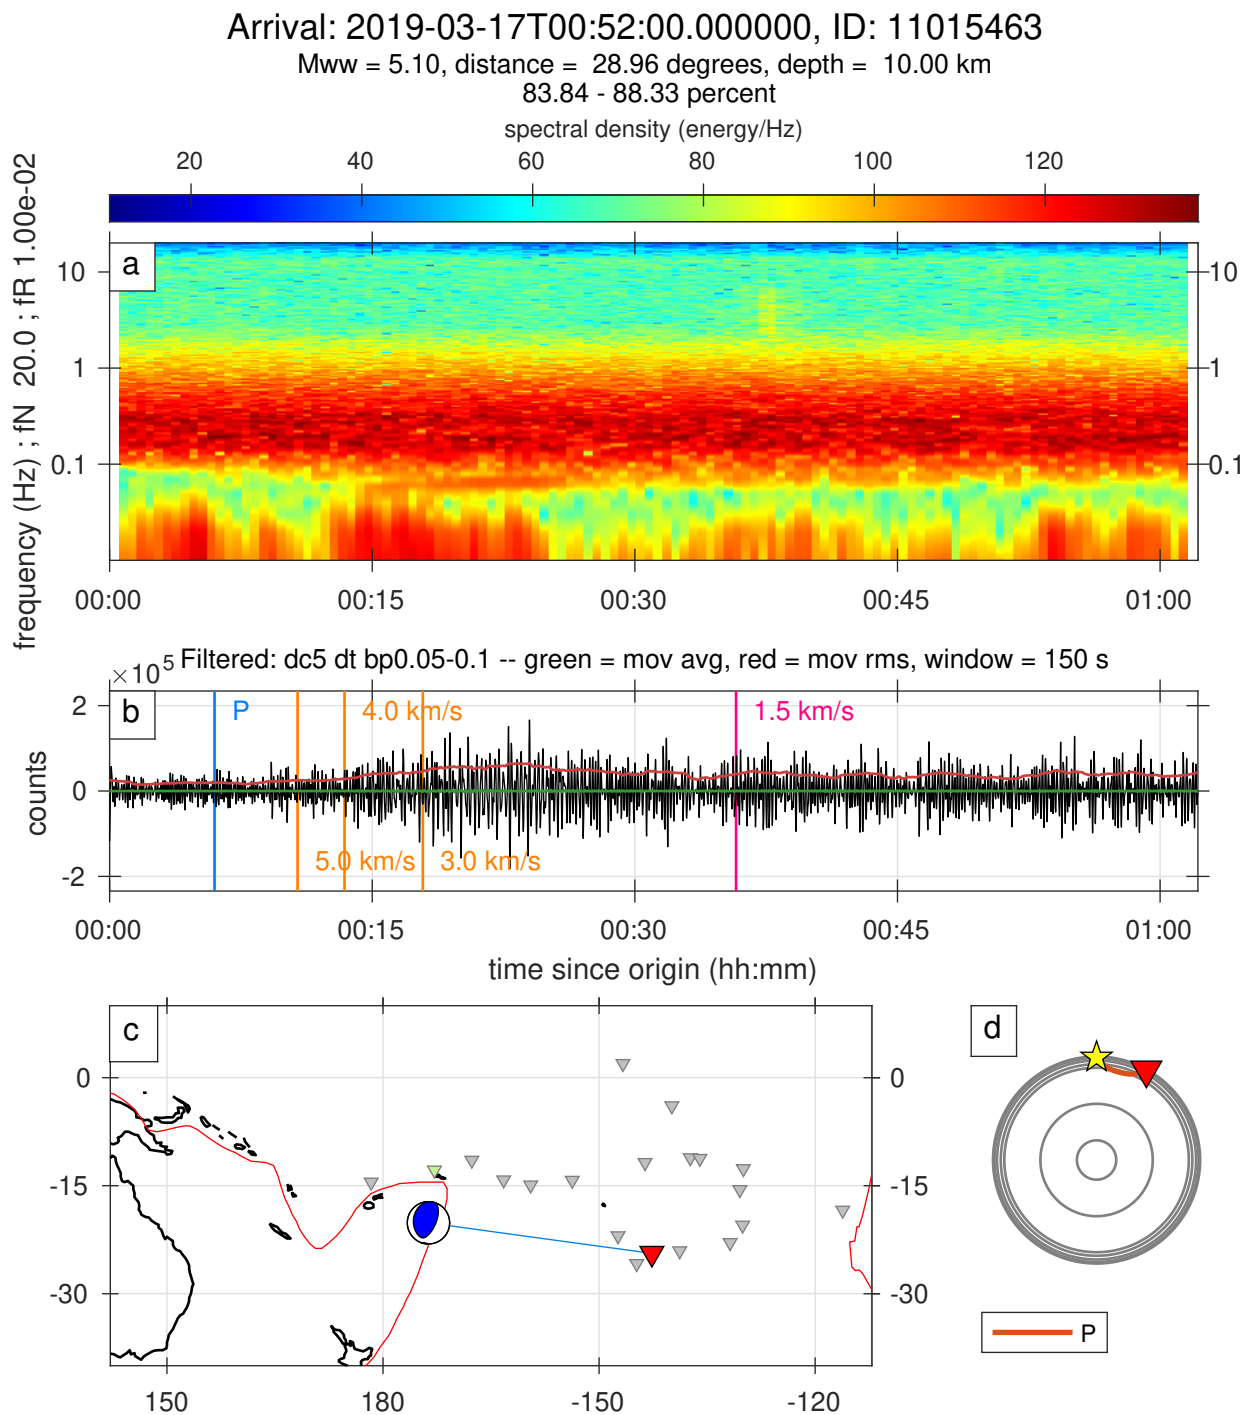 Arrival: 2019-03-17T00:52:00.000000, ID: 11015463
Mww = 5.10, distance =  28.96 degrees, depth =  10.00 km
83.84 - 88.33 percent
spectral density (energy/Hz)
20 40 60 80 100 120
frequency (Hz) ; fN  20.0 ; fR 1.00e-02
a
10 10
1 1
0.1 0.1
00:00 00:15 00:30 00:45 01:00
×10^5 Filtered: dc5 dt bp0.05-0.1 -- green = mov avg, red = mov rms, window = 150 s
b
counts
2
0
-2
P 4.0 km/s 1.5 km/s
5.0 km/s 3.0 km/s
00:00 00:15 00:30 00:45 01:00
time since origin (hh:mm)
c
0 0
-15 -15
-30 -30
150 180 -150 -120
d
P